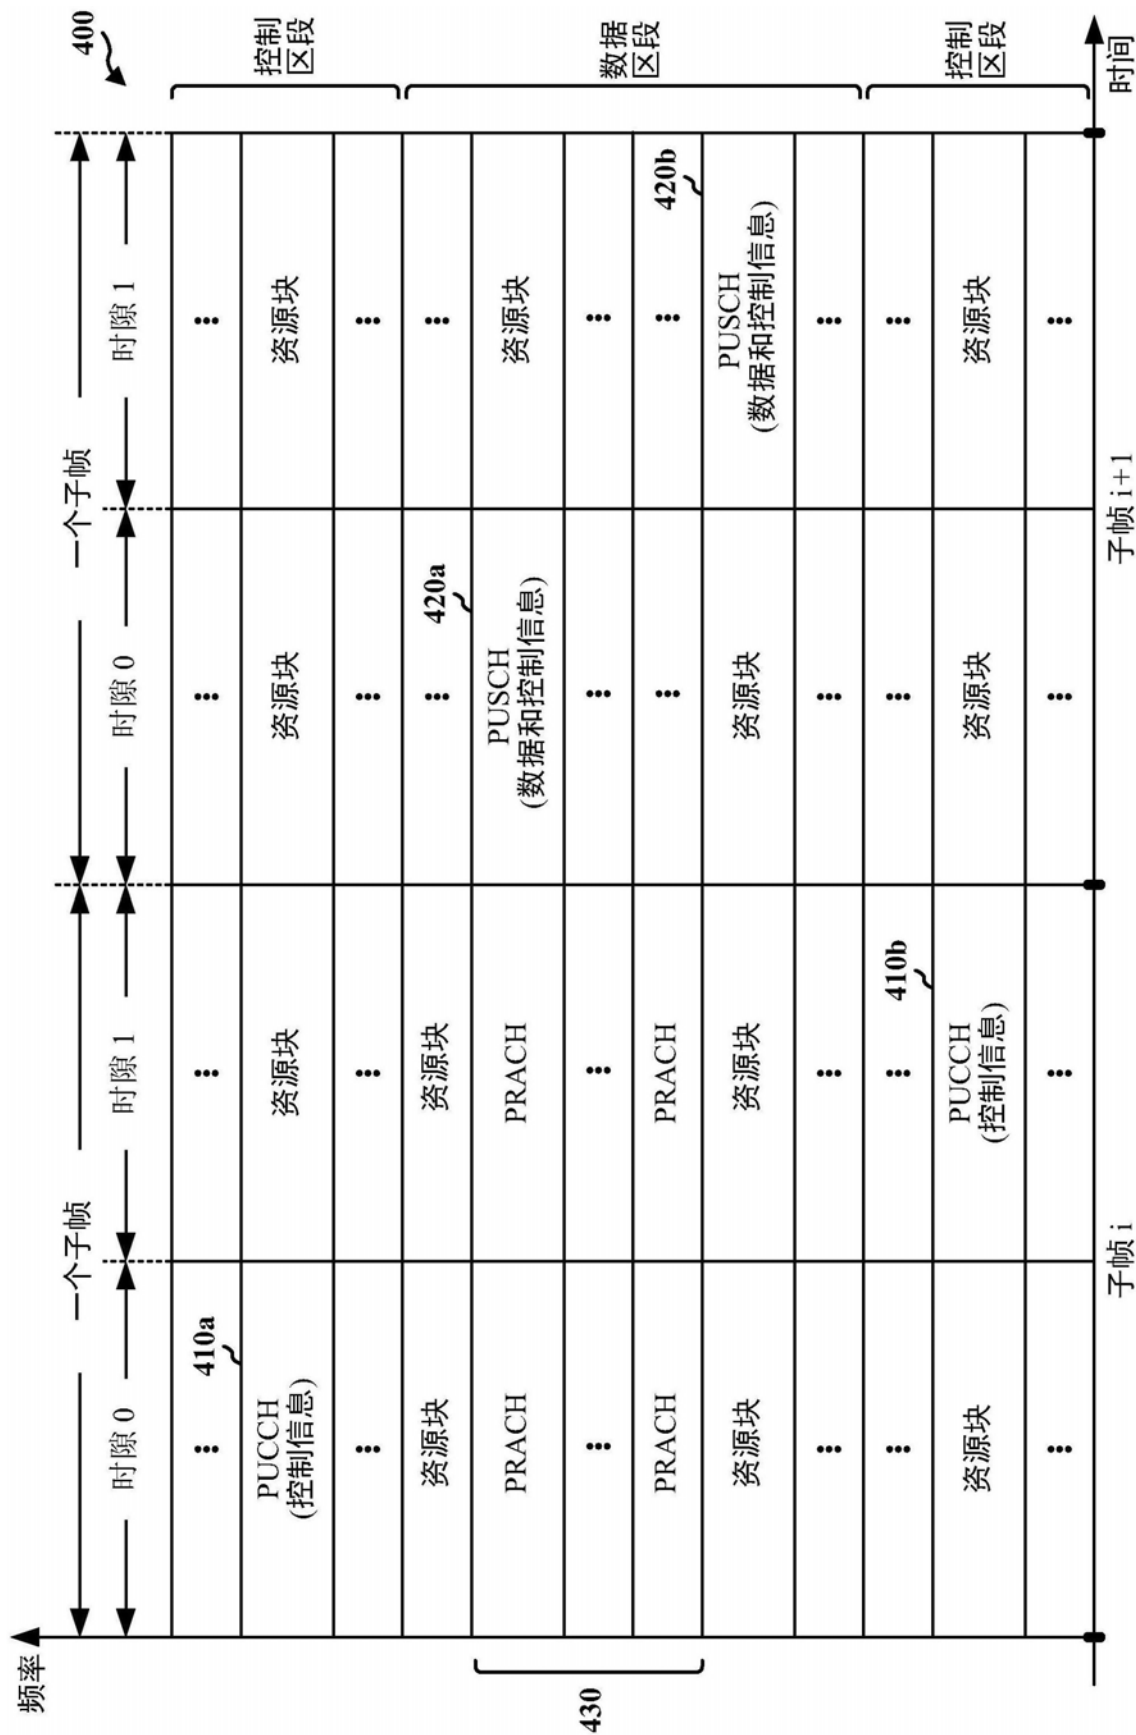 400
频率
一个子帧
一个子帧
时隙 0
时隙 1
时隙 0
时隙 1
410a
控制
区段
PUCCH
(控制信息)
资源块
资源块
资源块
420a
资源块
资源块
PRACH
PRACH
PUSCH
(数据和控制信息)
资源块
数据
区段
430
420b
PRACH
PRACH
资源块
资源块
资源块
PUSCH
(数据和控制信息)
410b
资源块
PUCCH
(控制信息)
资源块
资源块
控制
区段
子帧 i
子帧 i+1
时间